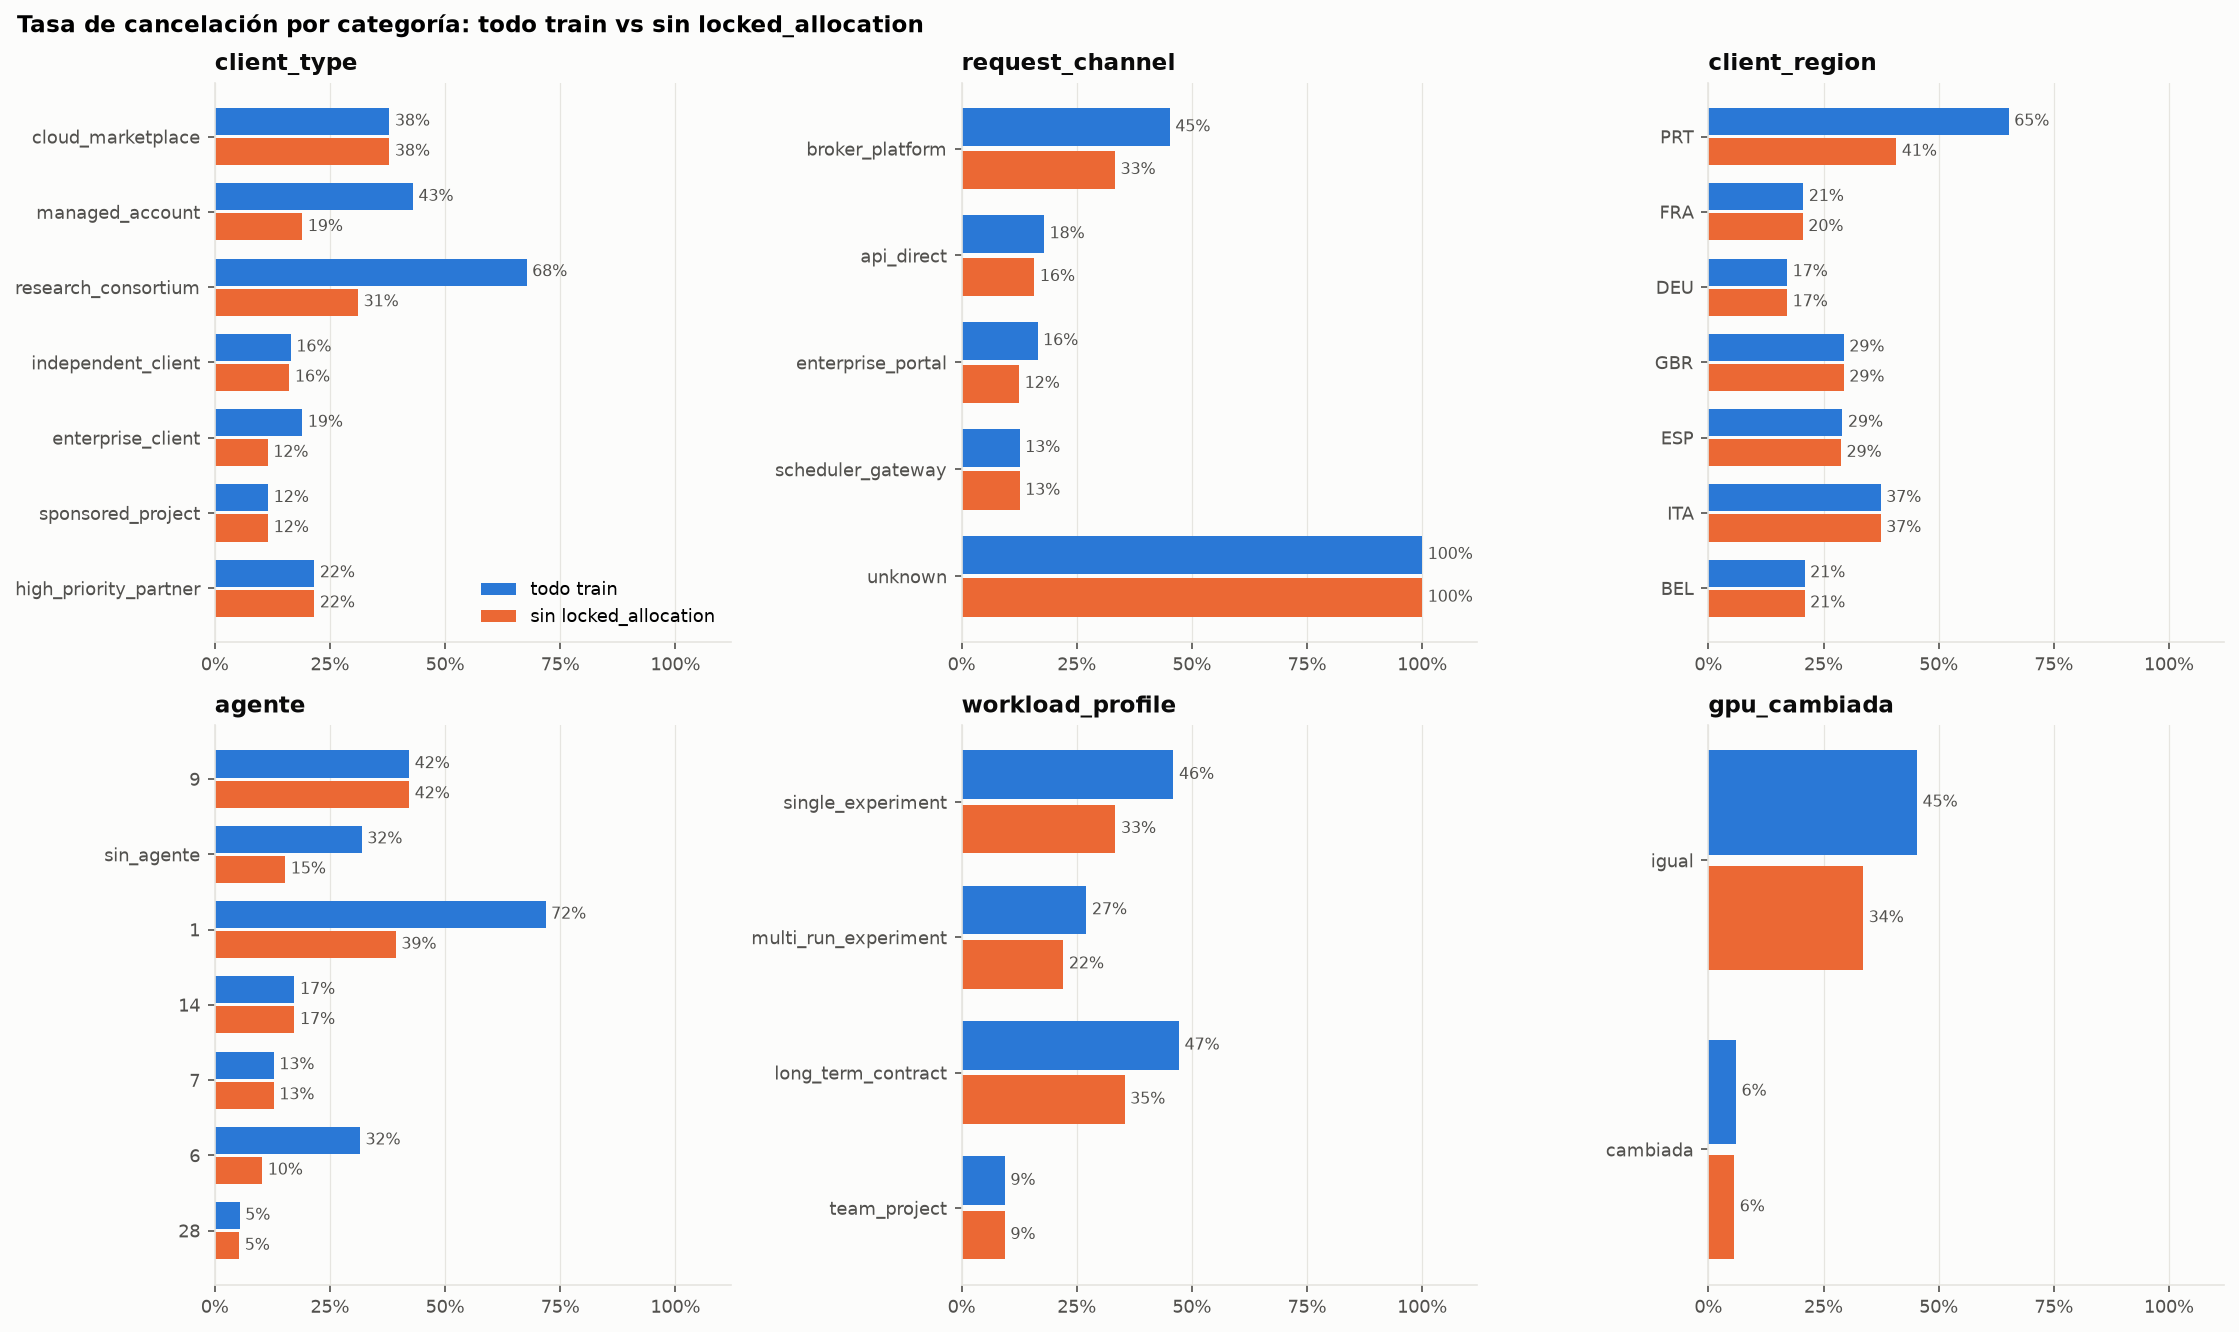 Tasa de cancelación por categoría: todo train vs sin locked_allocation
client_type
cloud_marketplace
38%
38%
managed_account
43%
19%
research_consortium
68%
31%
independent_client
16%
16%
enterprise_client
19%
12%
sponsored_project
12%
12%
high_priority_partner
22%
22%
todo train
sin locked_allocation
0% 25% 50% 75% 100%
request_channel
broker_platform
45%
33%
api_direct
18%
16%
enterprise_portal
16%
12%
scheduler_gateway
13%
13%
unknown
100%
100%
0% 25% 50% 75% 100%
client_region
PRT
65%
41%
FRA
21%
20%
DEU
17%
17%
GBR
29%
29%
ESP
29%
29%
ITA
37%
37%
BEL
21%
21%
0% 25% 50% 75% 100%
agente
9
42%
42%
sin_agente
32%
15%
1
72%
39%
14
17%
17%
7
13%
13%
6
32%
10%
28
5%
5%
0% 25% 50% 75% 100%
workload_profile
single_experiment
46%
33%
multi_run_experiment
27%
22%
long_term_contract
47%
35%
team_project
9%
9%
0% 25% 50% 75% 100%
gpu_cambiada
igual
45%
34%
cambiada
6%
6%
0% 25% 50% 75% 100%